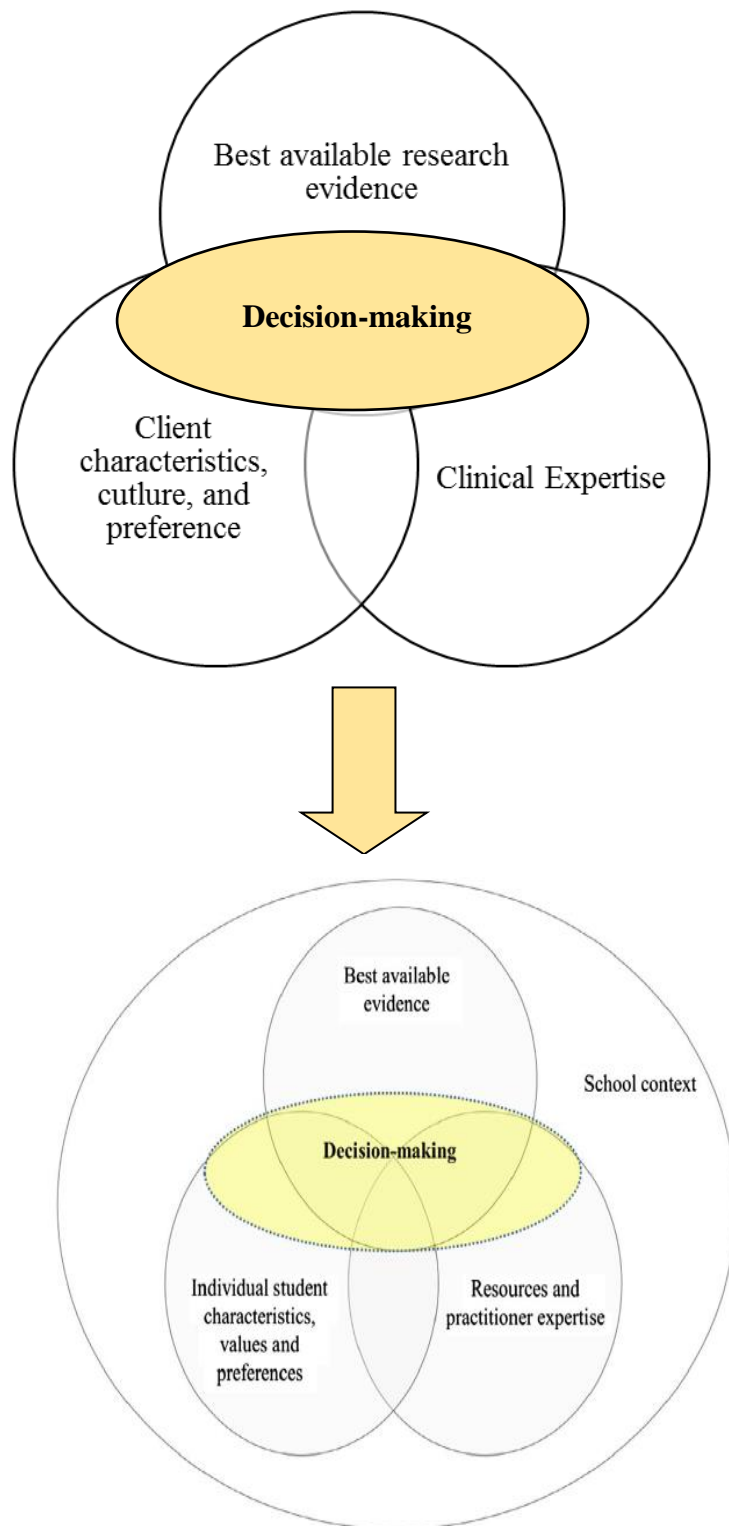 Best available research
evidence
Decision-making
Client
characteristics,
cutlure, and
preference
Clinical Expertise
Best available
evidence
School context
Decision-making
Individual student
characteristics,
values and
preferences
Resources and
practitioner expertise